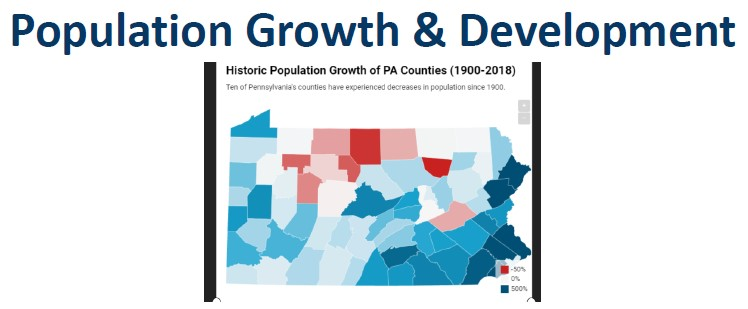 Population Growth & Development
Historic Population Growth of PA Counties (1900-2018)
Ten of Pennsylvania's counties have experienced decreases in population since 1900.
+
-
-50%
0%
500%